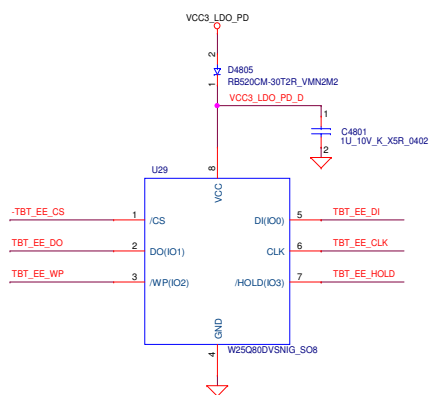 VCC3_LDO_PD
2
D4805
RB520CM-30T2R_VMN2M2
1
VCC3_LDO_PD_D
1
C4801
1U_10V_K_X5R_0402
2
U29
8
VCC
-TBT_EE_CS
1
/CS
DI(IO0)
5
TBT_EE_DI
TBT_EE_DO
2
DO(IO1)
CLK
6
TBT_EE_CLK
TBT_EE_WP
3
/WP(IO2)
/HOLD(IO3)
7
TBT_EE_HOLD
GND
4
W25Q80DVSNIG_SO8